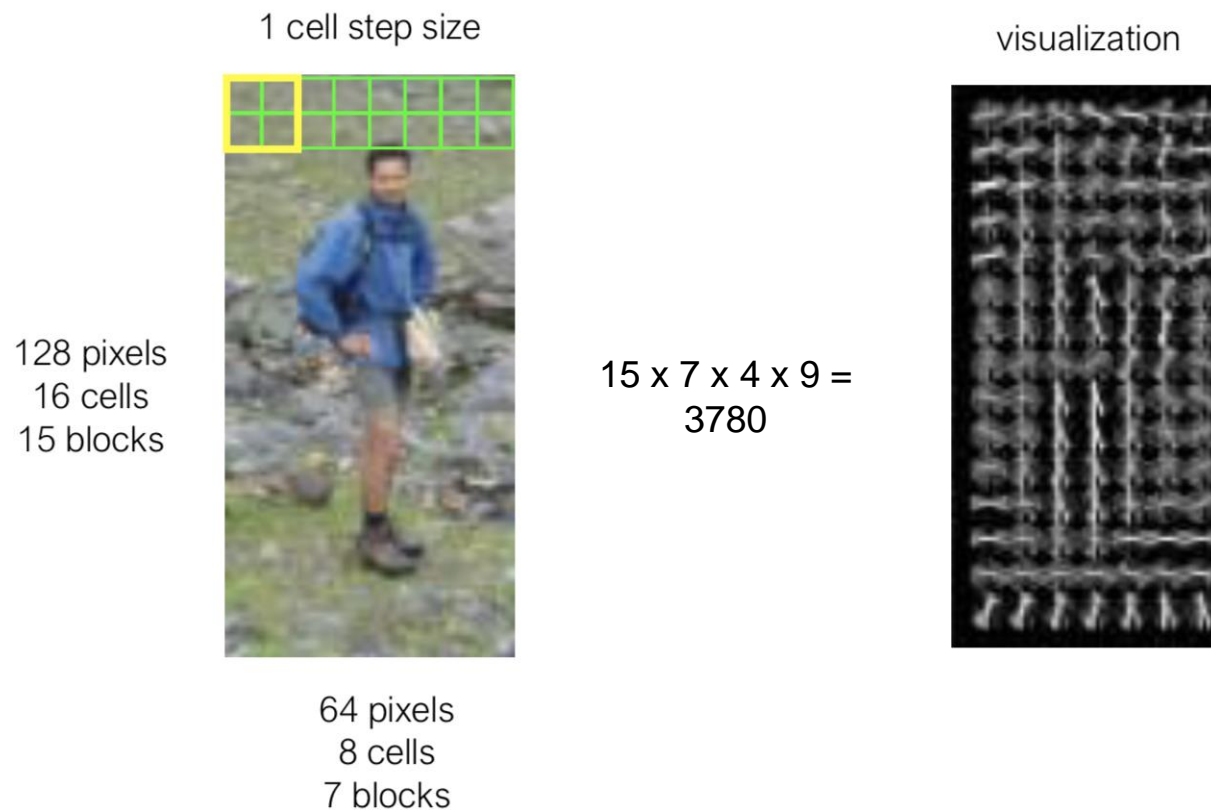 1 cell step size
visualization
128 pixels
16 cells
15 blocks
15 x 7 x 4 x 9 =
3780
64 pixels
8 cells
7 blocks